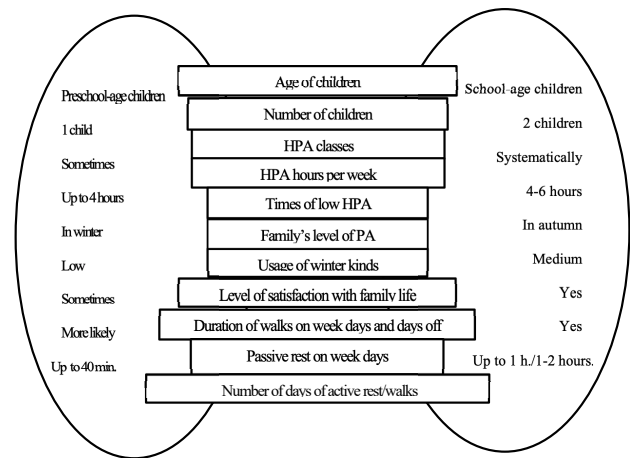 Age of children
Preschool-age children
School-age children
Number of children
1 child
2 children
HPA classes
Sometimes
Systematically
HPA hours per week
Up to 4 hours
4-6 hours
Times of low HPA
In winter
In autumn
Family's level of PA
Low
Medium
Usage of winter kinds
Sometimes
Yes
Level of satisfaction with family life
More likely
Yes
Duration of walks on week days and days off
Up to 40 min.
Up to 1 h./1-2 hours.
Passive rest on week days
Number of days of active rest/walks